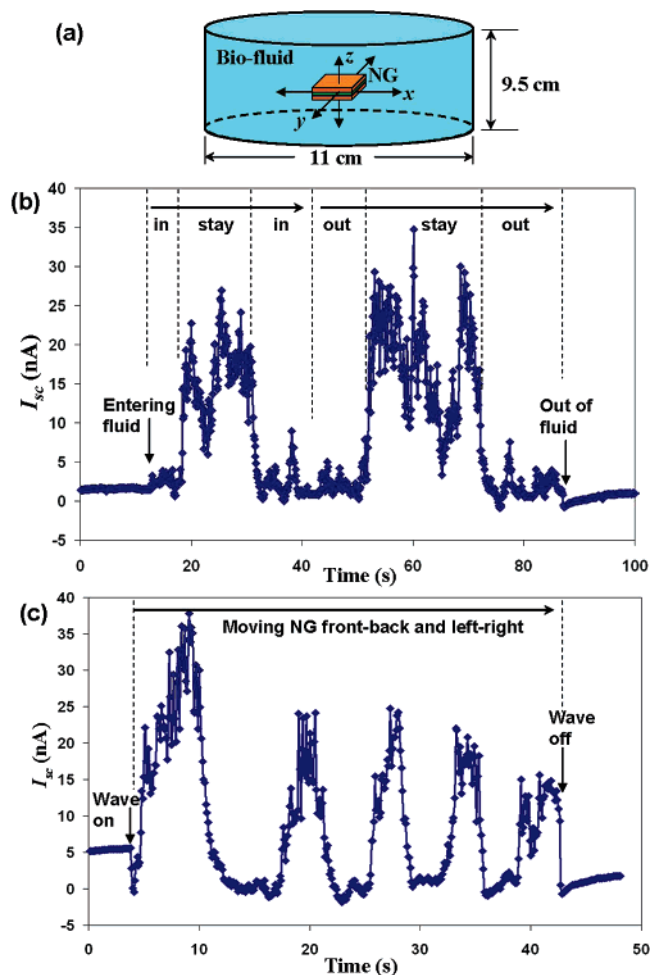 (a)
Bio-fluid
z
NG
x
y
9.5 cm
11 cm
(b)
40
35
30
25
20
15
10
5
0
-5
in stay in out stay out
Entering fluid
Out of fluid
I_sc (nA)
0 20 40 60 80 100
Time (s)
(c)
40
35
30
25
20
15
10
5
0
-5
Moving NG front-back and left-right
Wave on
Wave off
I_sc (nA)
0 10 20 30 40 50
Time (s)